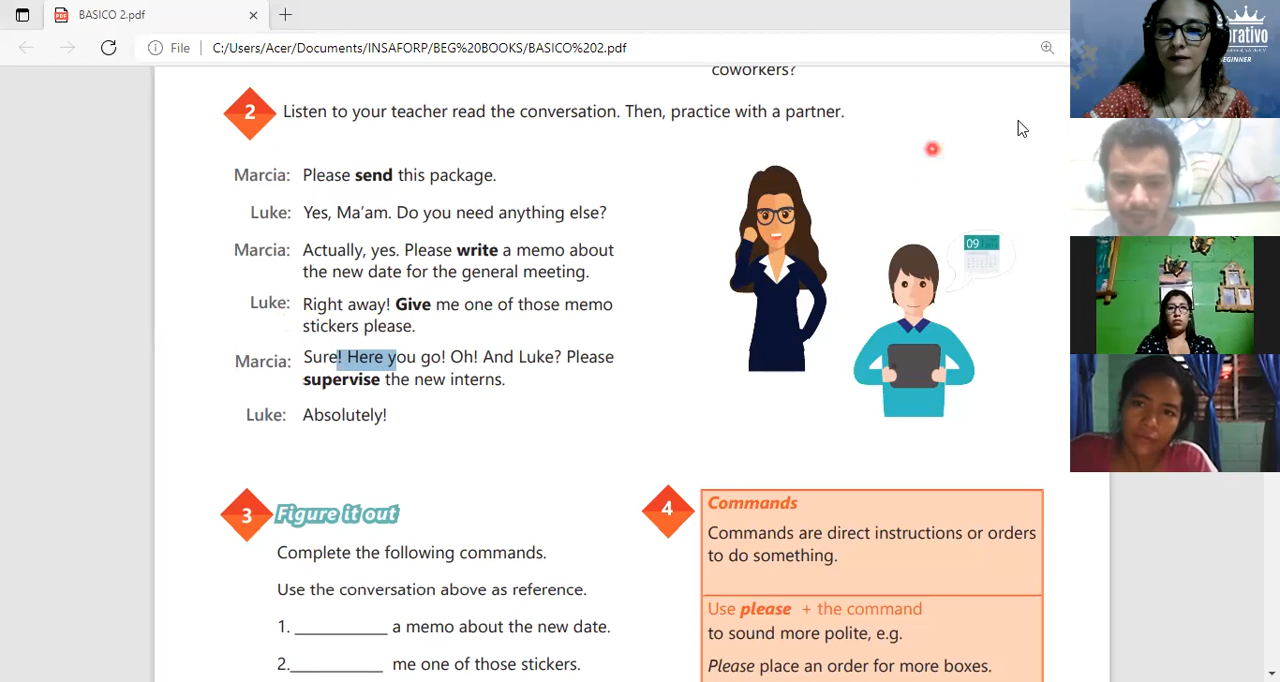 BASICO 2.pdf
File
C:/Users/Acer/Documents/INSAFORP/BEG%20BOOKS/BASICO%202.pdf
coworkers?
2 Listen to your teacher read the conversation. Then, practice with a partner.
Marcia: Please send this package.
Luke: Yes, Ma'am. Do you need anything else?
Marcia: Actually, yes. Please write a memo about
the new date for the general meeting.
Luke: Right away! Give me one of those memo
stickers please.
Marcia: Sure! Here you go! Oh! And Luke? Please
supervise the new interns.
Luke: Absolutely!
09
3 Figure it out
Complete the following commands.
Use the conversation above as reference.
1. __________ a memo about the new date.
2.__________ me one of those stickers.
4 Commands
Commands are direct instructions or orders
to do something.
Use please + the command
to sound more polite, e.g.
Please place an order for more boxes.